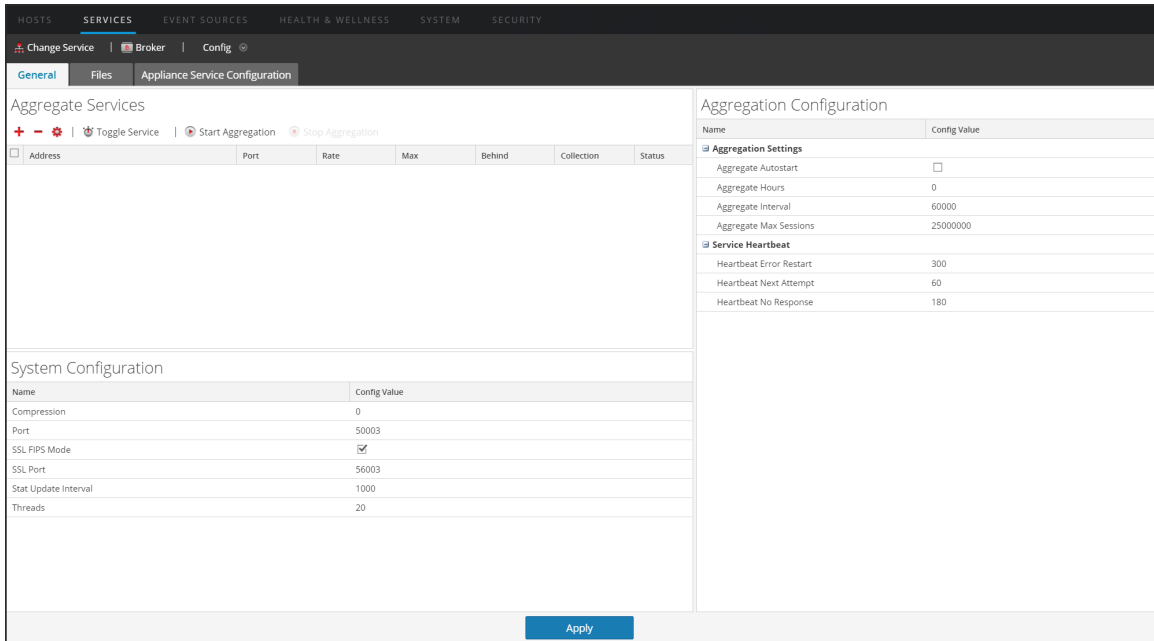 HOSTS SERVICES EVENT SOURCES HEALTH & WELLNESS SYSTEM SECURITY
Change Service | Broker | Config
General Files Appliance Service Configuration
Aggregate Services
Toggle Service | Start Aggregation Stop Aggregation
Address Port Rate Max Behind Collection Status
System Configuration
Name Config Value
Compression 0
Port 50003
SSL FIPS Mode
SSL Port 56003
Stat Update Interval 1000
Threads 20
Aggregation Configuration
Name Config Value
Aggregation Settings
Aggregate Autostart
Aggregate Hours 0
Aggregate Interval 60000
Aggregate Max Sessions 25000000
Service Heartbeat
Heartbeat Error Restart 300
Heartbeat Next Attempt 60
Heartbeat No Response 180
Apply